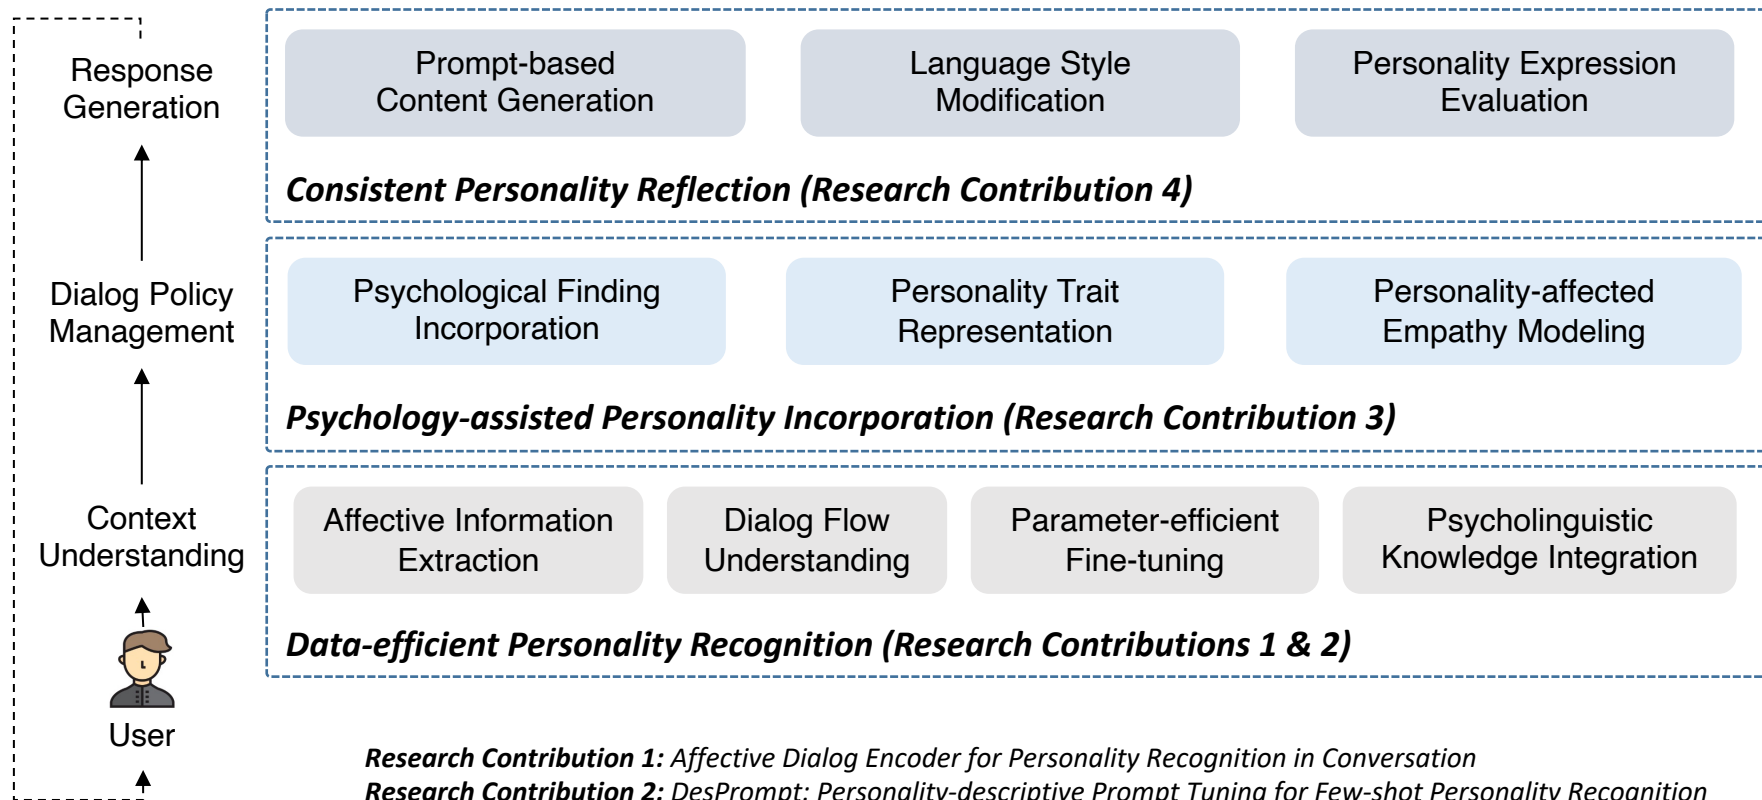 Response
Generation
Prompt-based
Content Generation
Language Style
Modification
Personality Expression
Evaluation
Consistent Personality Reflection (Research Contribution 4)
Dialog Policy
Management
Psychological Finding
Incorporation
Personality Trait
Representation
Personality-affected
Empathy Modeling
Psychology-assisted Personality Incorporation (Research Contribution 3)
Context
Understanding
Affective Information
Extraction
Dialog Flow
Understanding
Parameter-efficient
Fine-tuning
Psycholinguistic
Knowledge Integration
Data-efficient Personality Recognition (Research Contributions 1 & 2)
User
Research Contribution 1: Affective Dialog Encoder for Personality Recognition in Conversation
Research Contribution 2: DesPrompt: Personality-descriptive Prompt Tuning for Few-shot Personality Recognition